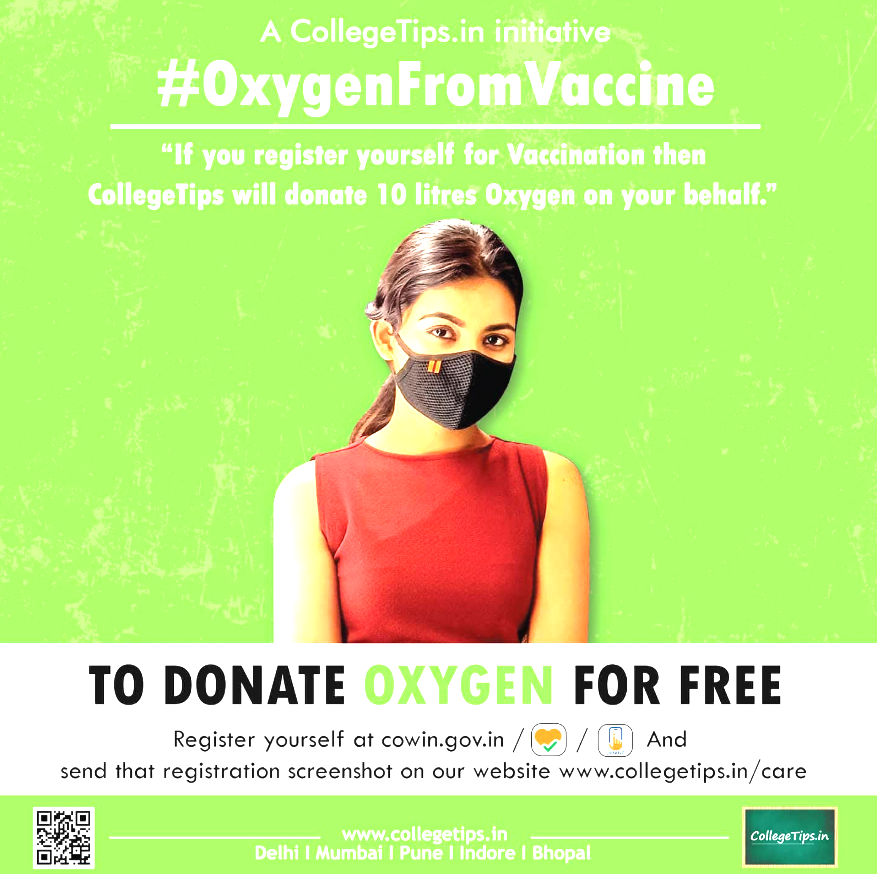 A CollegeTips.in initiative
#OxygenFromVaccine
“If you register yourself for Vaccination then
CollegeTips will donate 10 litres Oxygen on your behalf.”
TO DONATE OXYGEN FOR FREE
Register yourself at cowin.gov.in / / And
send that registration screenshot on our website www.collegetips.in/care
www.collegetips.in
Delhi I Mumbai I Pune I Indore I Bhopal
CollegeTips.in